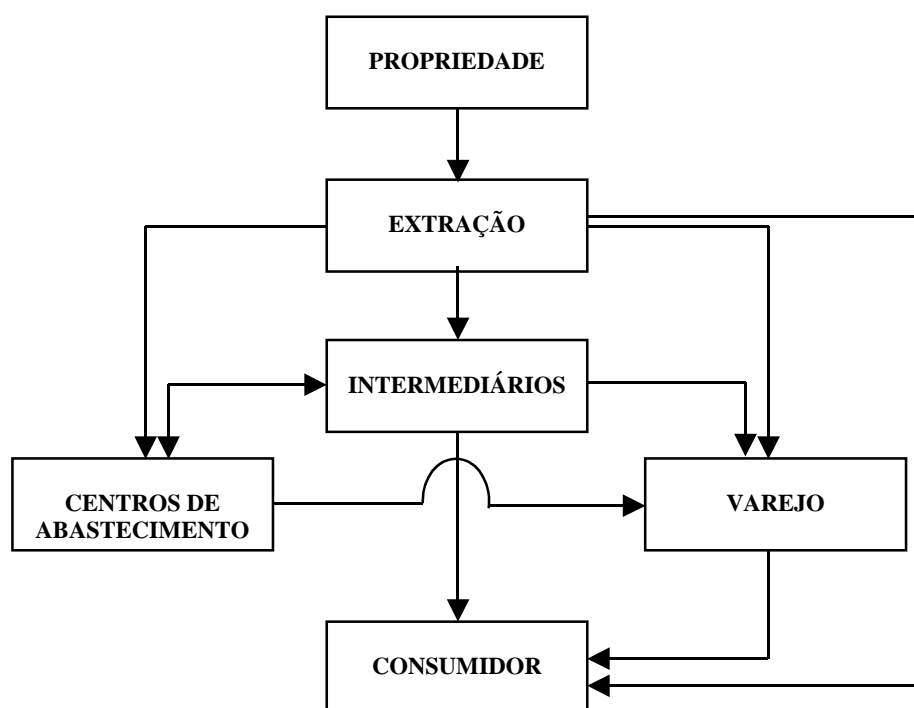 PROPRIEDADE
EXTRAÇÃO
INTERMEDIÁRIOS
CENTROS DE
ABASTECIMENTO
VAREJO
CONSUMIDOR